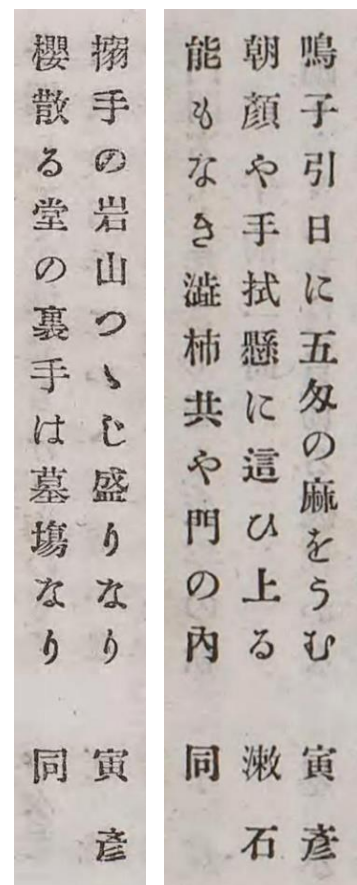 鳴子引日に五匁の麻をうむ 寅彦
朝顔や手拭懸に這ひ上る 漱石
能もなき澁柿共や門の内 同
搦手の岩山つゝじ盛りなり 寅彦
櫻散る堂の裏手は墓場なり 同